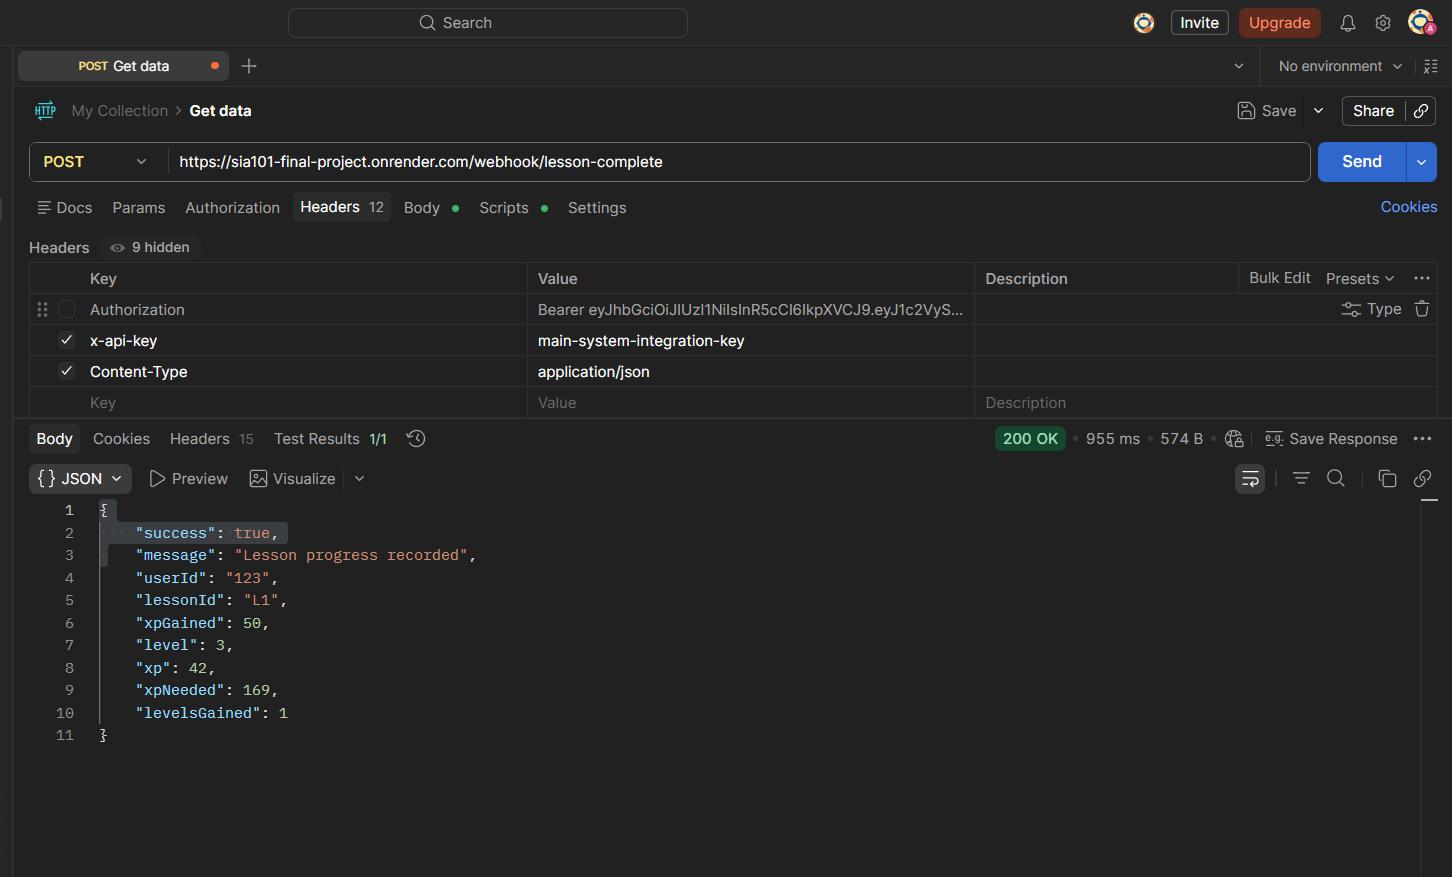 Search
Invite
Upgrade
A
POST Get data
No environment
HTTP My Collection > Get data
Save
Share
POST
https://sia101-final-project.onrender.com/webhook/lesson-complete
Send
Docs Params Authorization Headers 12 Body Scripts Settings Cookies
Headers 9 hidden
Key Value Description Bulk Edit Presets
Authorization Bearer eyJhbGciOiJIUzI1NiIsInR5cCI6IkpXVCJ9.eyJ1c2VyS... Type
x-api-key main-system-integration-key
Content-Type application/json
Key Value Description
Body Cookies Headers 15 Test Results 1/1 200 OK 955 ms 574 B e.g. Save Response
{} JSON Preview Visualize
1 {
2 "success": true,
3 "message": "Lesson progress recorded",
4 "userId": "123",
5 "lessonId": "L1",
6 "xpGained": 50,
7 "level": 3,
8 "xp": 42,
9 "xpNeeded": 169,
10 "levelsGained": 1
11 }